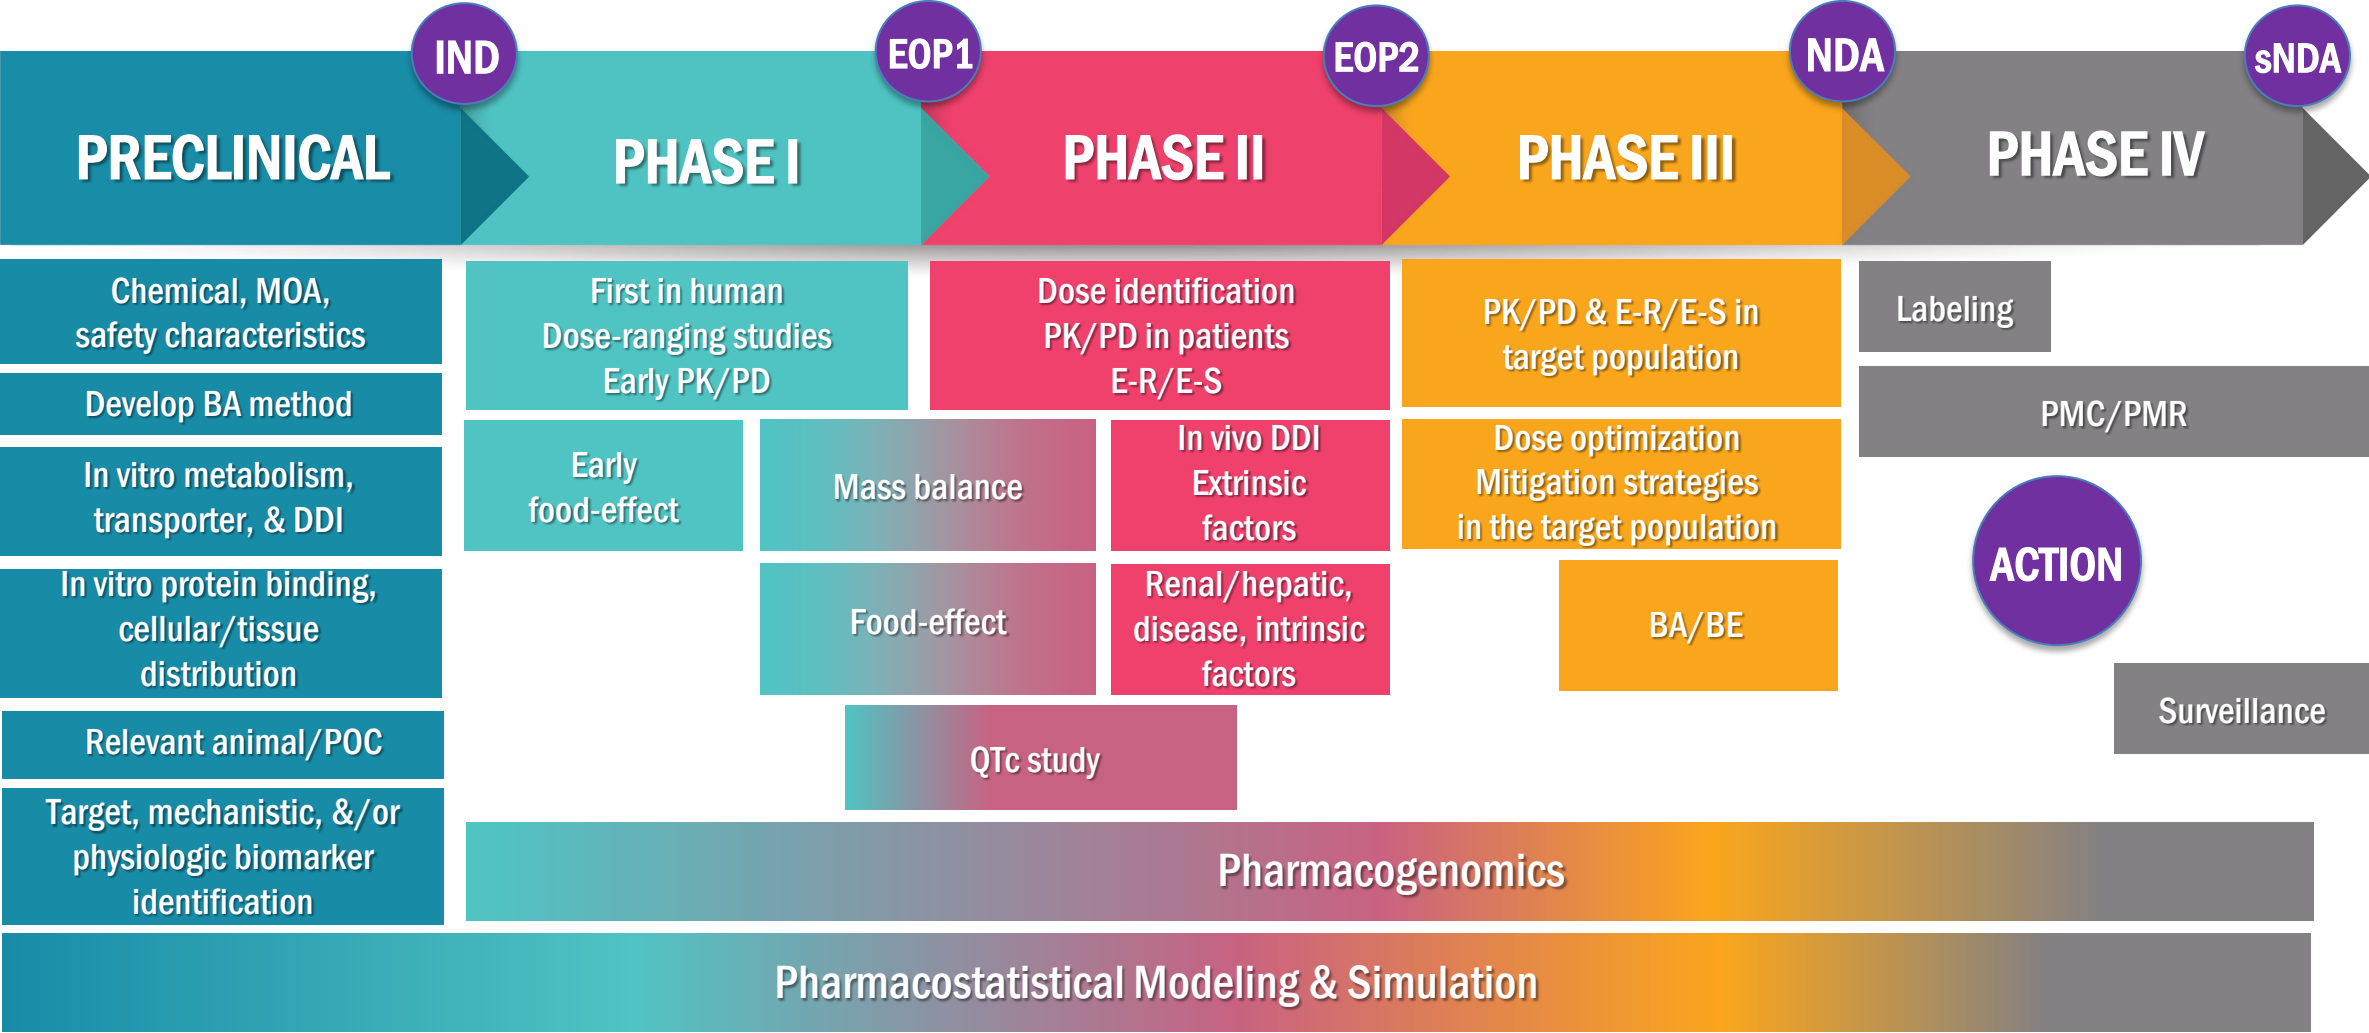 IND
EOP1
EOP2
NDA
sNDA
PRECLINICAL
PHASE I
PHASE II
PHASE III
PHASE IV
Chemical, MOA,
safety characteristics
Develop BA method
In vitro metabolism,
transporter, & DDI
In vitro protein binding,
cellular/tissue
distribution
Relevant animal/POC
Target, mechanistic, &/or
physiologic biomarker
identification
First in human
Dose-ranging studies
Early PK/PD
Early
food-effect
Mass balance
Food-effect
QTc study
Dose identification
PK/PD in patients
E-R/E-S
In vivo DDI
Extrinsic
factors
Renal/hepatic,
disease, intrinsic
factors
PK/PD & E-R/E-S in
target population
Dose optimization
Mitigation strategies
in the target population
BA/BE
Labeling
PMC/PMR
ACTION
Surveillance
Pharmacogenomics
Pharmacostatistical Modeling & Simulation